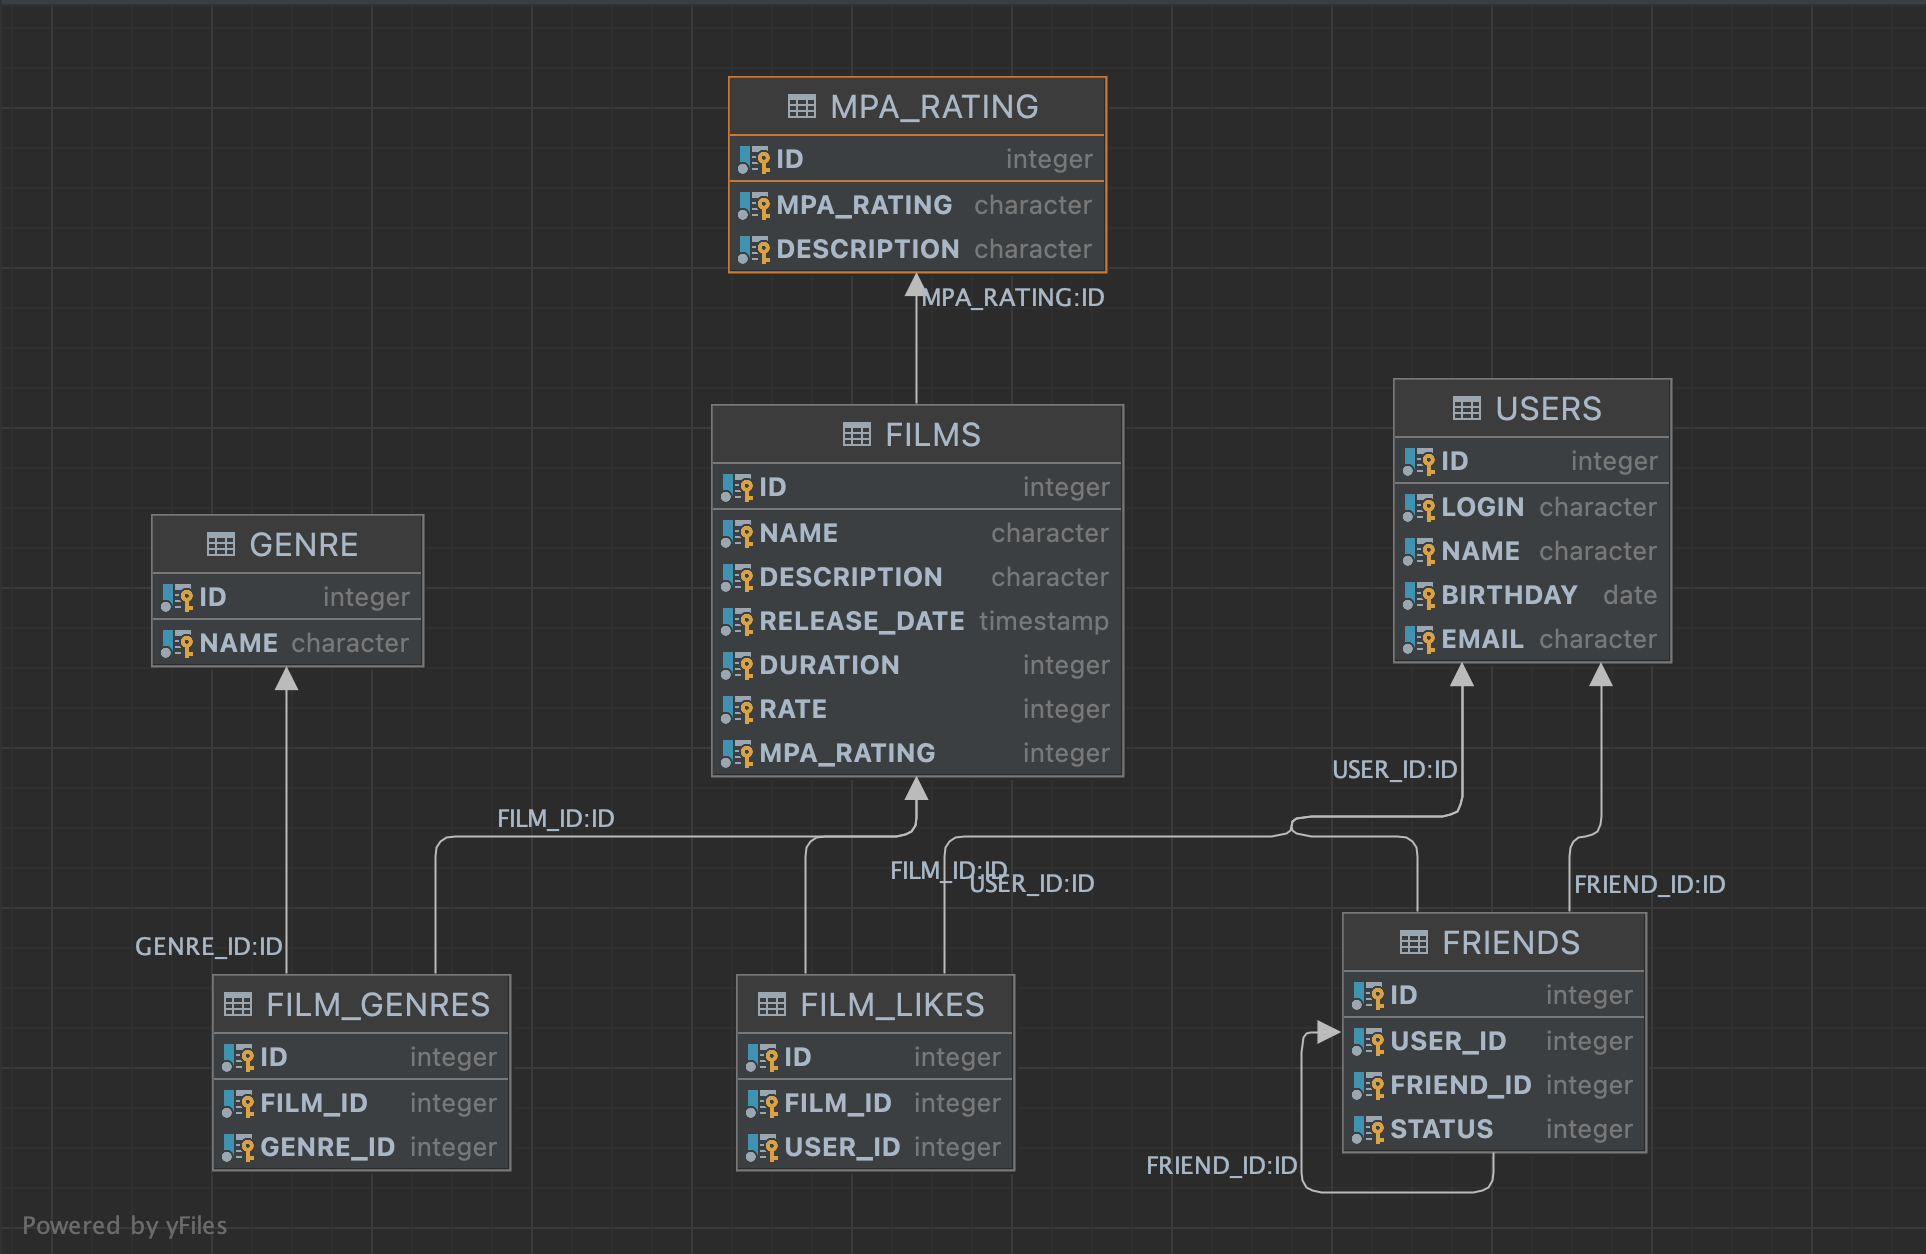 MPA_RATING
ID integer
MPA_RATING character
DESCRIPTION character
MPA_RATING:ID
FILMS
ID integer
NAME character
DESCRIPTION character
RELEASE_DATE timestamp
DURATION integer
RATE integer
MPA_RATING integer
USERS
ID integer
LOGIN character
NAME character
BIRTHDAY date
EMAIL character
GENRE
ID integer
NAME character
USER_ID:ID
FILM_ID:ID
FILM_ID:ID
USER_ID:ID
FRIEND_ID:ID
GENRE_ID:ID
FILM_GENRES
ID integer
FILM_ID integer
GENRE_ID integer
FILM_LIKES
ID integer
FILM_ID integer
USER_ID integer
FRIENDS
ID integer
USER_ID integer
FRIEND_ID integer
STATUS integer
FRIEND_ID:ID
Powered by yFiles